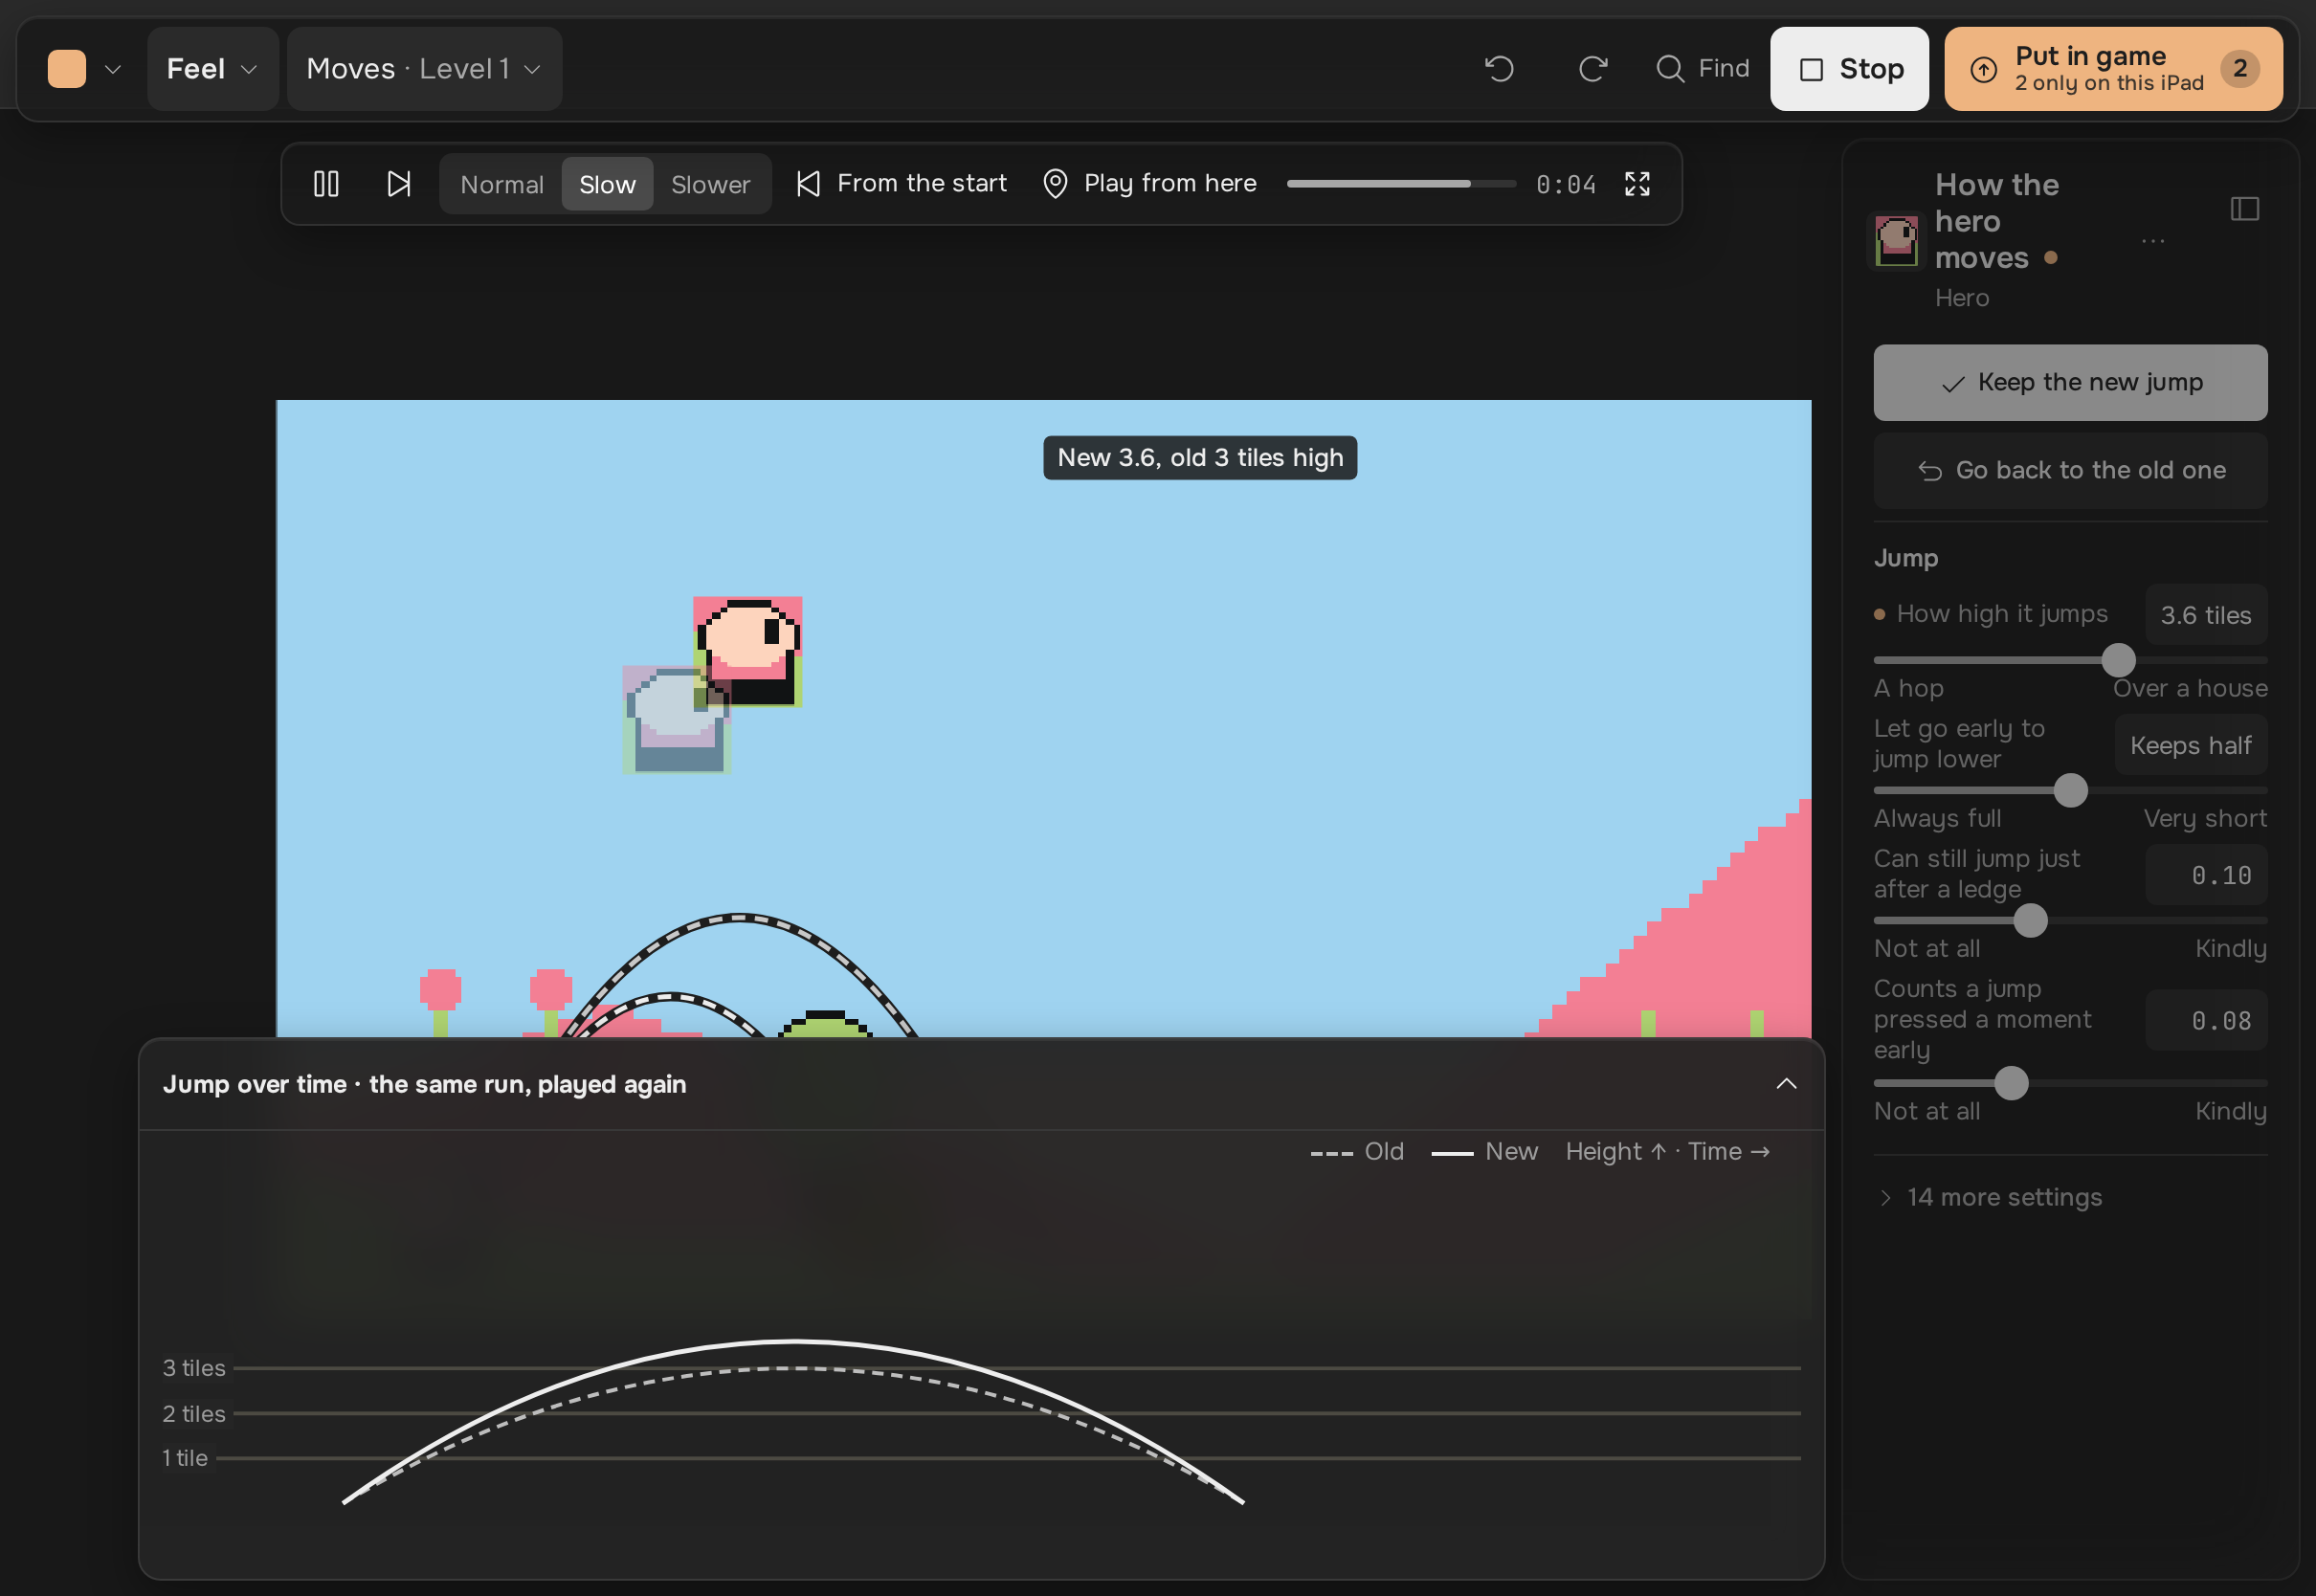 Feel
Moves · Level 1
Find
Stop
Put in game
2 only on this iPad
2
Normal
Slow
Slower
From the start
Play from here
0:04
How the
hero
moves
Hero
...
Keep the new jump
Go back to the old one
New 3.6, old 3 tiles high
Jump
How high it jumps
3.6 tiles
A hop
Over a house
Let go early to
jump lower
Keeps half
Always full
Very short
Can still jump just
after a ledge
0.10
Not at all
Kindly
Counts a jump
pressed a moment
early
0.08
Not at all
Kindly
14 more settings
Jump over time · the same run, played again
Old
New
Height ↑ · Time →
3 tiles
2 tiles
1 tile